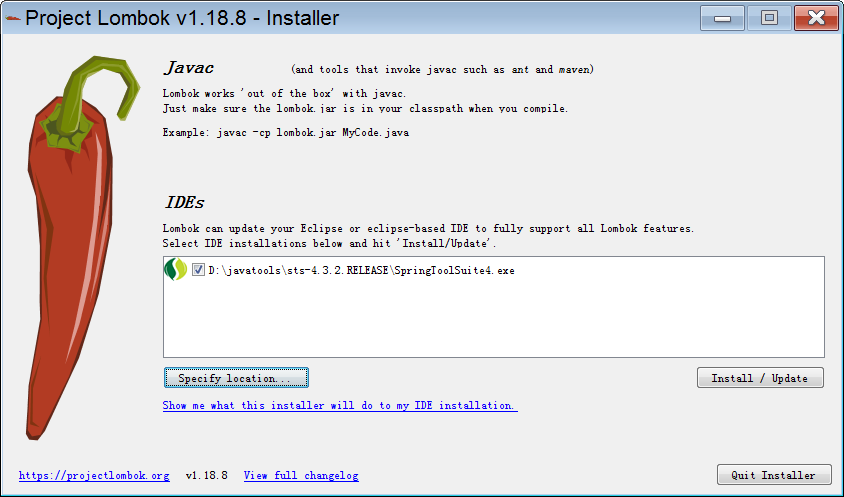 Project Lombok v1.18.8 - Installer
Javac (and tools that invoke javac such as ant and maven)
Lombok works 'out of the box' with javac.
Just make sure the lombok.jar is in your classpath when you compile.
Example: javac -cp lombok.jar MyCode.java
IDEs
Lombok can update your Eclipse or eclipse-based IDE to fully support all Lombok features.
Select IDE installations below and hit 'Install/Update'.
D:\javatools\sts-4.3.2.RELEASE\SpringToolSuite4.exe
Specify location... Install / Update
Show me what this installer will do to my IDE installation.
https://projectlombok.org v1.18.8 View full changelog Quit Installer